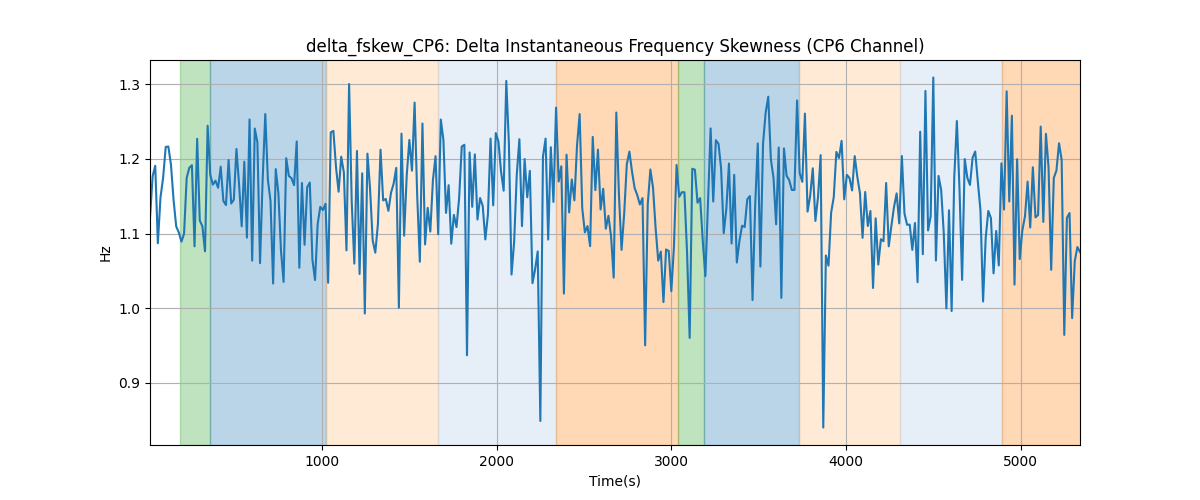 delta_fskew_CP6: Delta Instantaneous Frequency Skewness (CP6 Channel)
1.3
1.2
1.1
1.0
0.9
Hz
1000 2000 3000 4000 5000
Time(s)